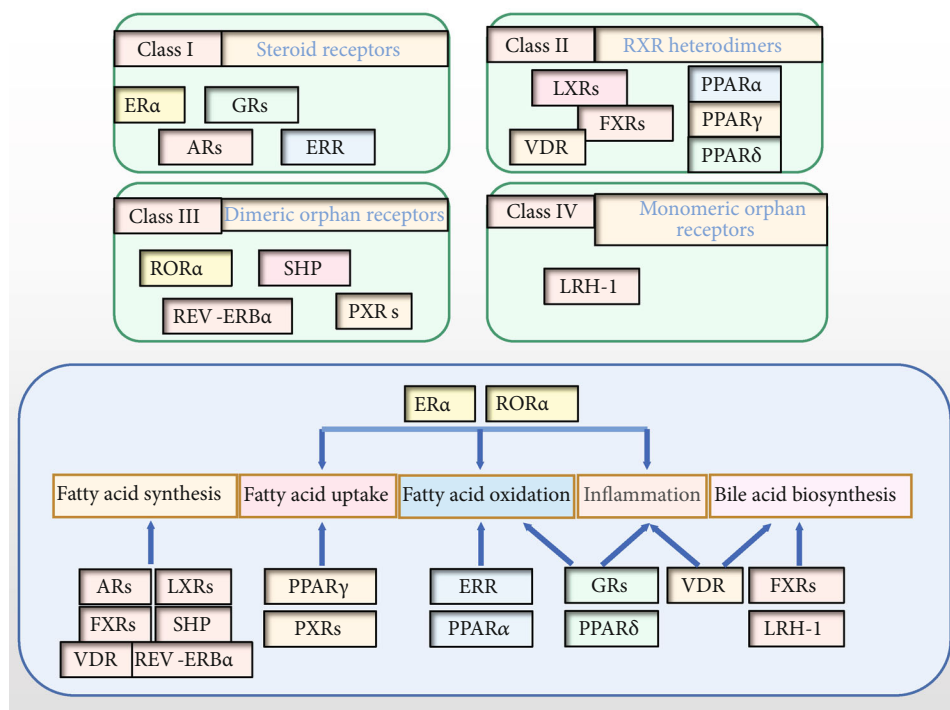 Class I
Steroid receptors
ERα
GRs
ARs
ERR
Class II
RXR heterodimers
LXRs
FXRs
VDR
PPARα
PPARγ
PPARδ
Class III
Dimeric orphan receptors
RORα
SHP
REV -ERBα
PXR s
Class IV
Monomeric orphan
receptors
LRH-1
ERα
RORα
Fatty acid synthesis
Fatty acid uptake
Fatty acid oxidation
Inflammation
Bile acid biosynthesis
ARs
LXRs
FXRs
SHP
VDR
REV -ERBα
PPARγ
PXRs
ERR
PPARα
GRs
PPARδ
VDR
FXRs
LRH-1